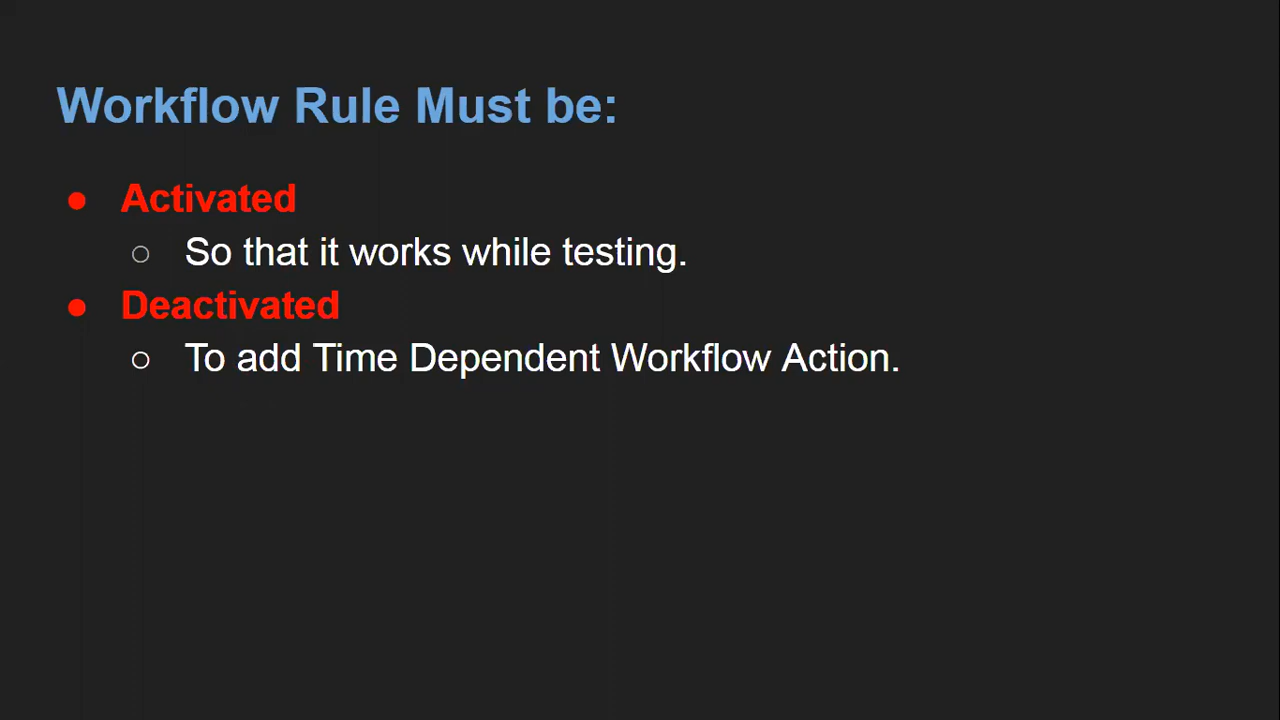 Workflow Rule Must be:
● Activated
○ So that it works while testing.
● Deactivated
○ To add Time Dependent Workflow Action.